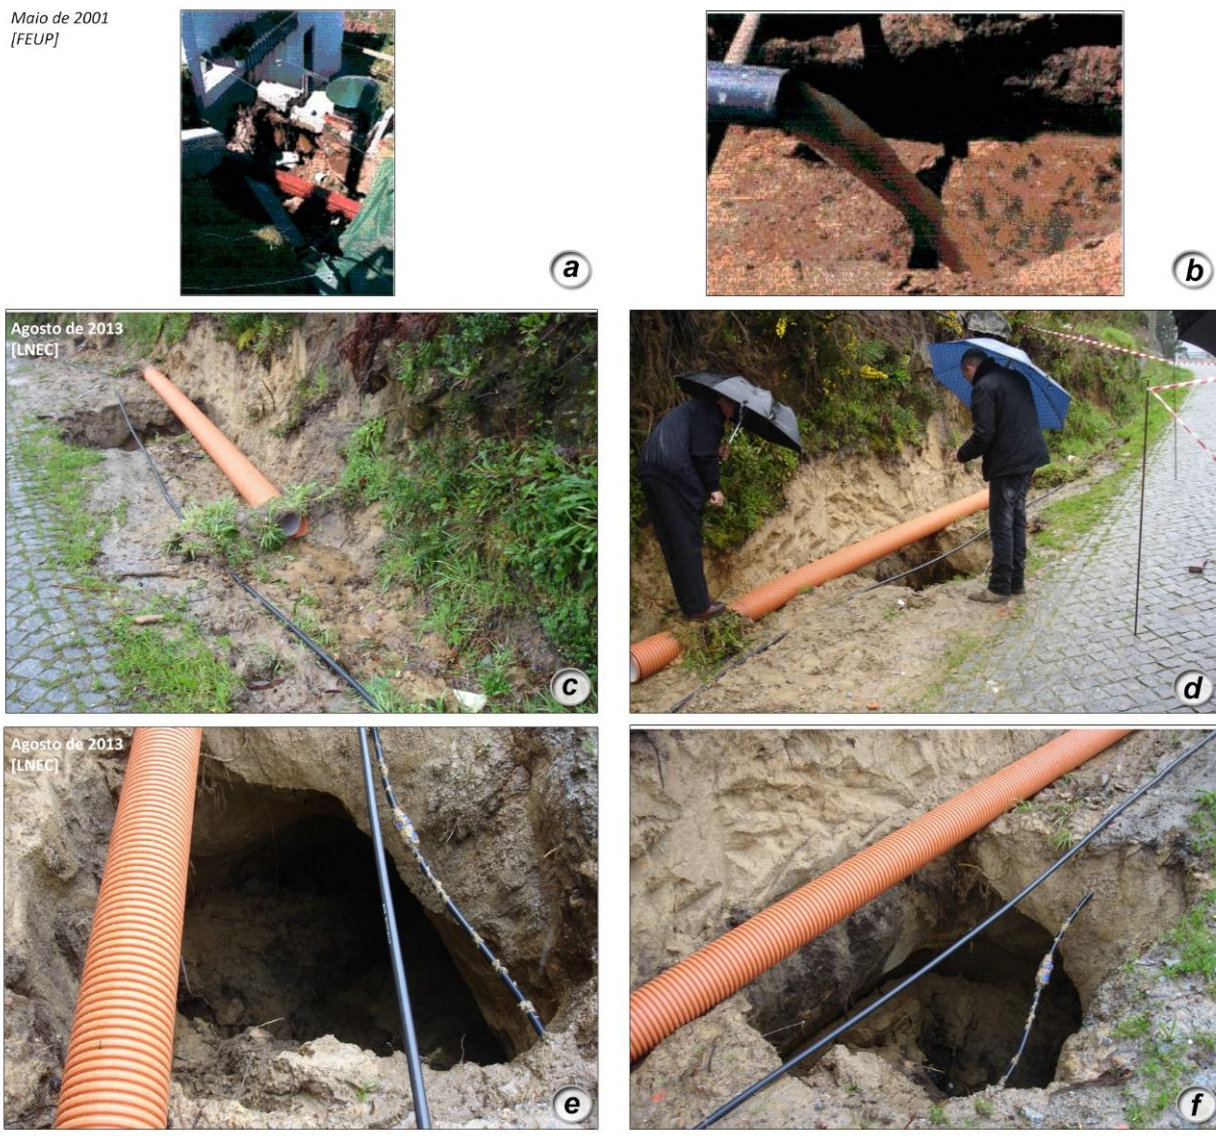 Maio de 2001
[FEUP]
a
b
Agosto de 2013
[LNEC]
c
d
Agosto de 2013
[LNEC]
e
f